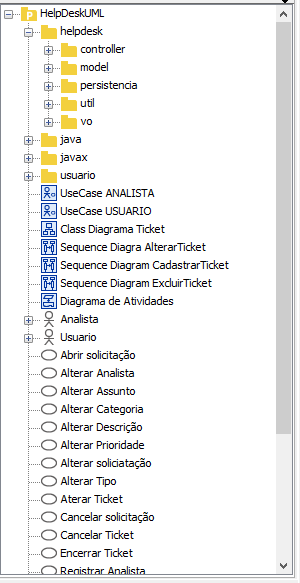 HelpDeskUML
helpdesk
controller
model
persistencia
util
vo
java
javax
usuario
UseCase ANALISTA
UseCase USUARIO
Class Diagrama Ticket
Sequence Diagra AlterarTicket
Sequence Diagram CadastrarTicket
Sequence Diagram ExcluirTicket
Diagrama de Atividades
Analista
Usuario
Abrir solicitação
Alterar Analista
Alterar Assunto
Alterar Categoria
Alterar Descrição
Alterar Prioridade
Alterar soliciatação
Alterar Tipo
Aterar Ticket
Cancelar solicitação
Cancelar Ticket
Encerrar Ticket
Registrar Analista